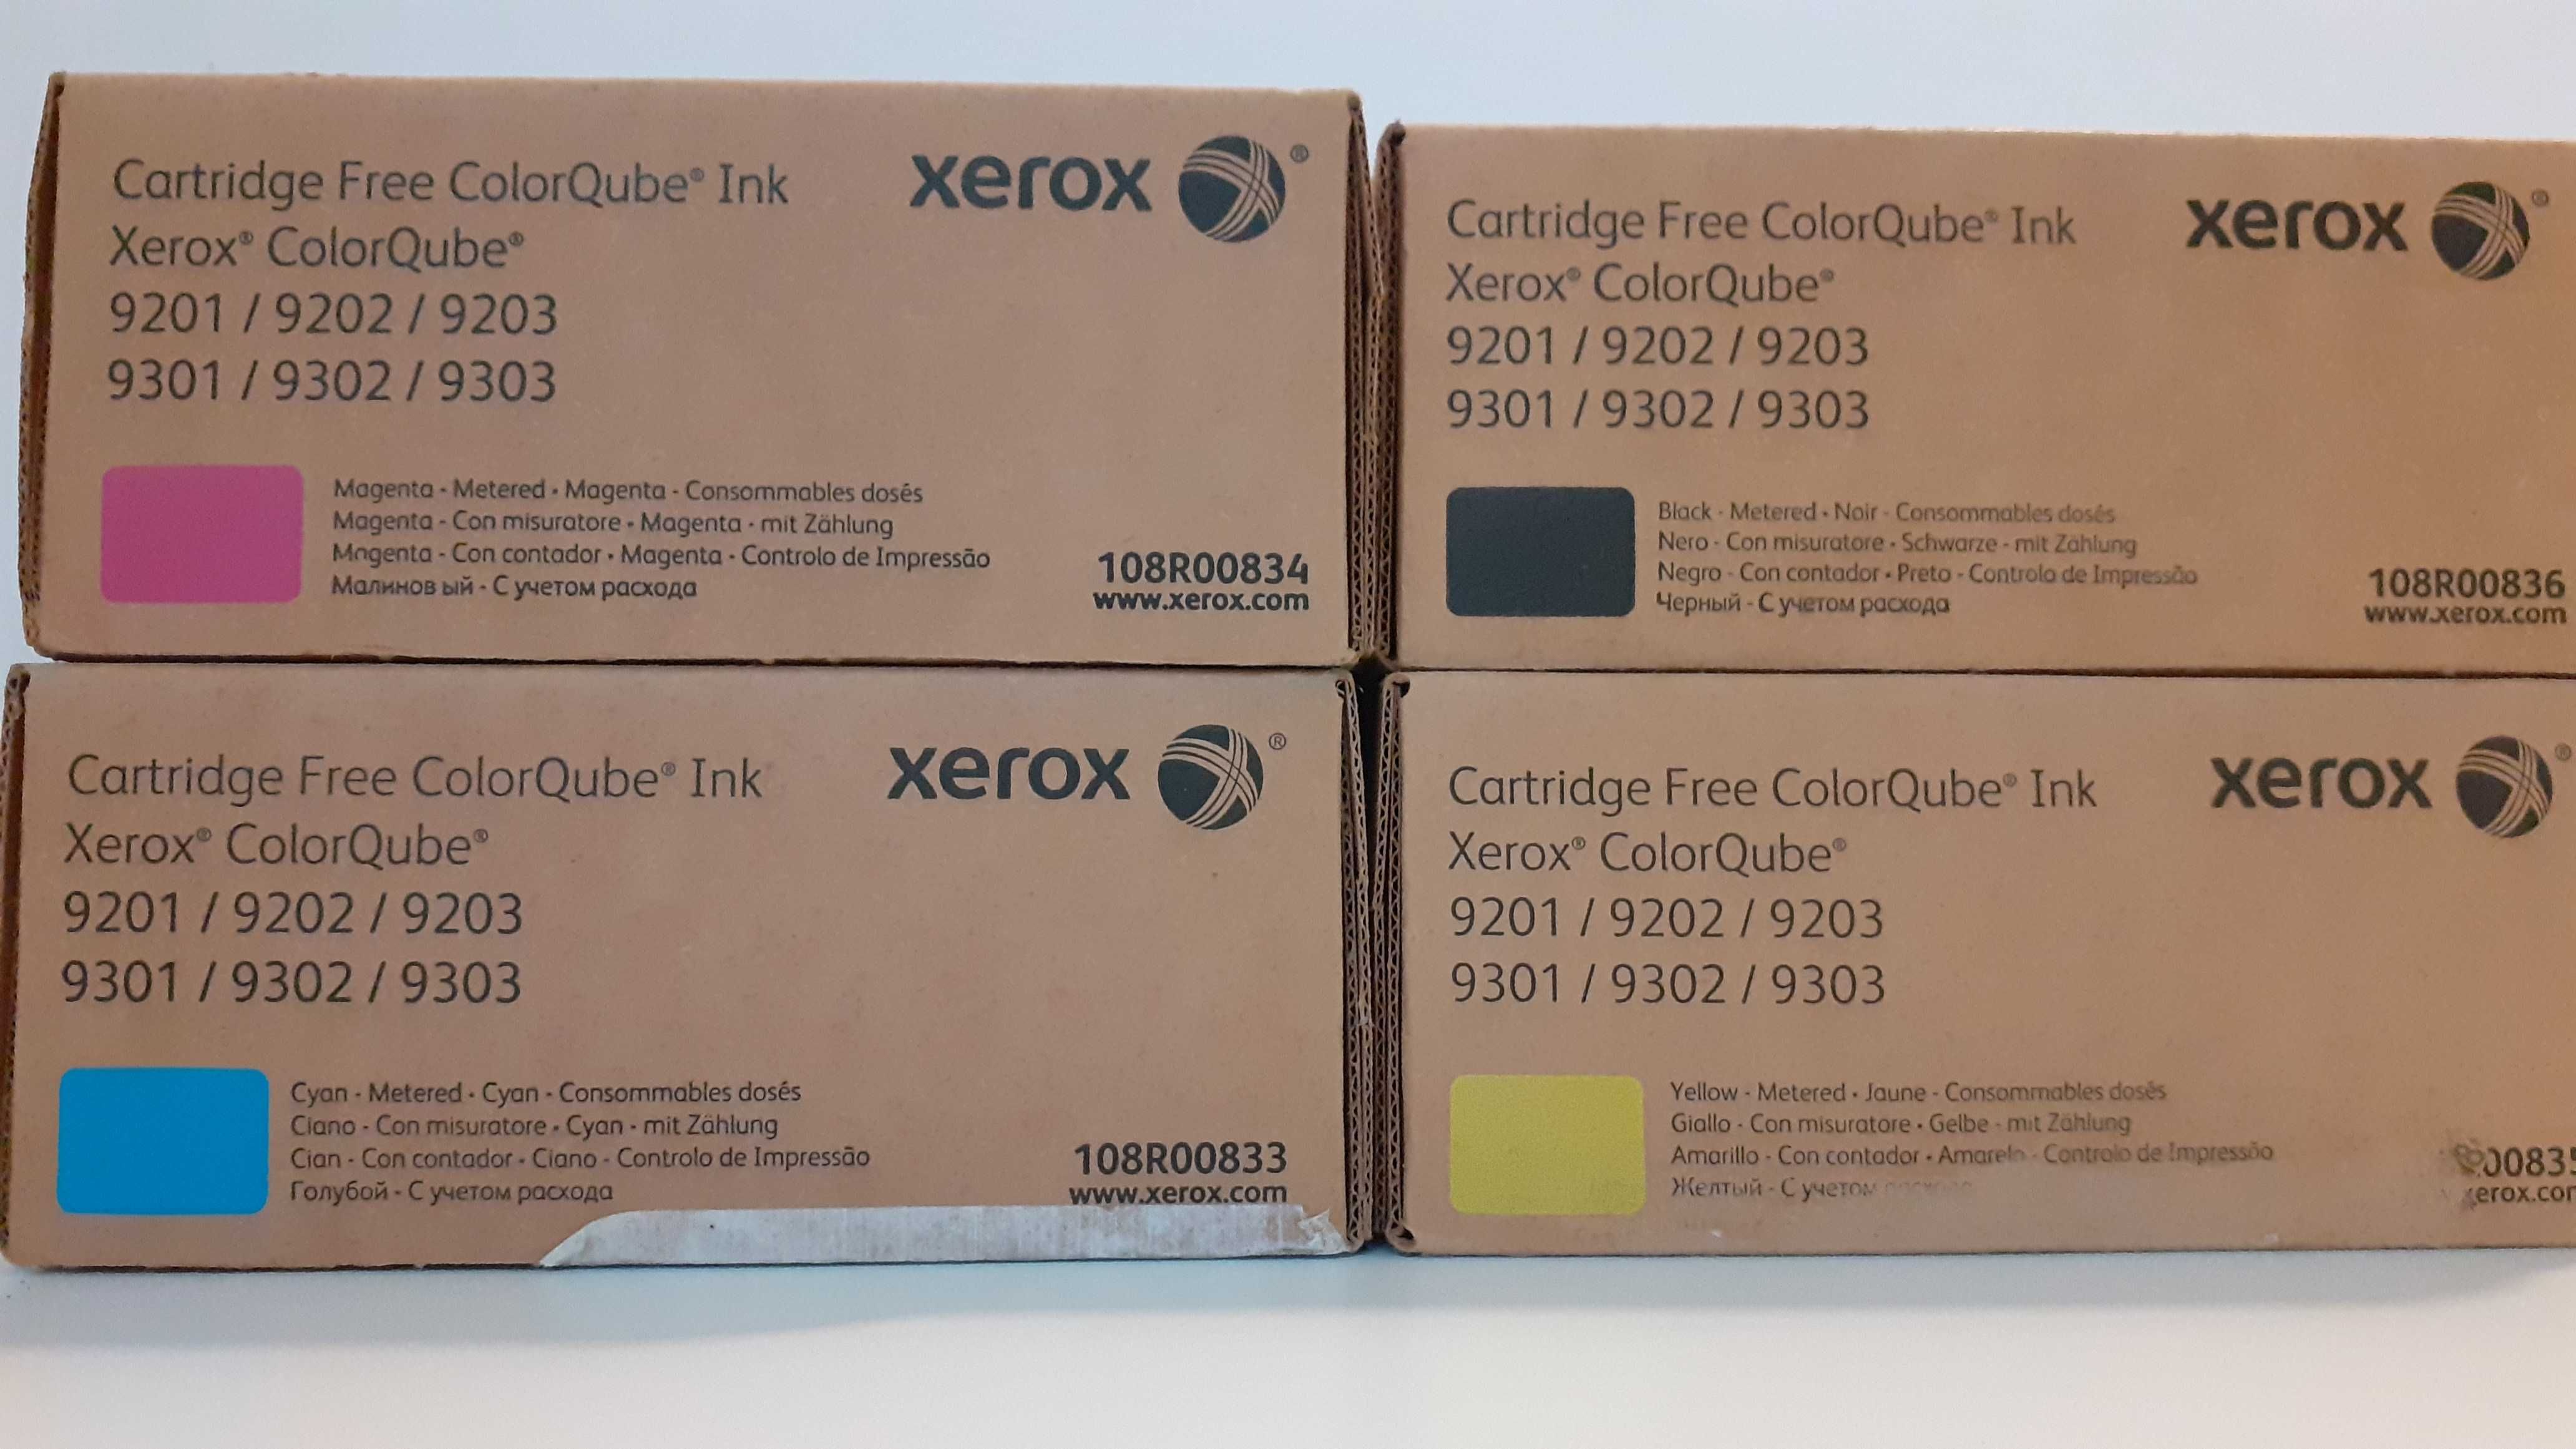 Cartridge Free ColorQube® Ink
xerox ®
Xerox® ColorQube®
9201 / 9202 / 9203
9301 / 9302 / 9303
Magenta - Metered • Magenta - Consommables dosés
Magenta - Con misuratore • Magenta - mit Zählung
Magenta - Con contador • Magenta - Controlo de Impressão
Малинов ый - С учетом расхода
108R00834
www.xerox.com
Cartridge Free ColorQube® Ink
xerox ®
Xerox® ColorQube®
9201 / 9202 / 9203
9301 / 9302 / 9303
Black - Metered • Noir - Consommables dosés
Nero - Con misuratore • Schwarze - mit Zählung
Negro - Con contador • Preto - Controlo de Impressão
Черный - С учетом расхода
108R00836
www.xerox.com
Cartridge Free ColorQube® Ink
xerox ®
Xerox® ColorQube®
9201 / 9202 / 9203
9301 / 9302 / 9303
Cyan - Metered • Cyan - Consommables dosés
Ciano - Con misuratore • Cyan - mit Zählung
Cian - Con contador • Ciano - Controlo de Impressão
Голубой - С учетом расхода
108R00833
www.xerox.com
Cartridge Free ColorQube® Ink
xerox ®
Xerox® ColorQube®
9201 / 9202 / 9203
9301 / 9302 / 9303
Yellow - Metered • Jaune - Consommables dosés
Giallo - Con misuratore • Gelbe - mit Zählung
Amarillo - Con contador • Amarelo - Controlo de Impressão
Желтый - С учетом